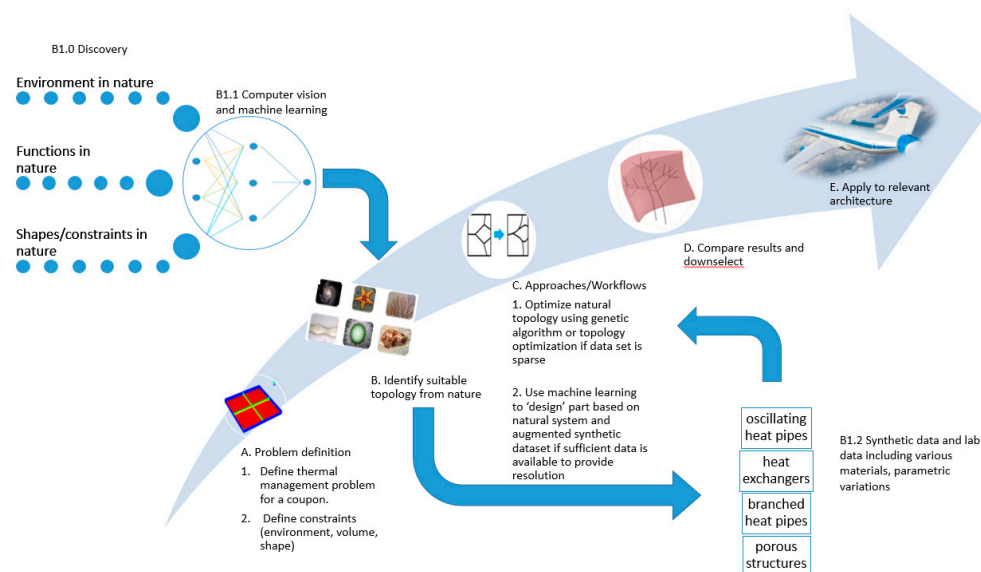 B1.0 Discovery
Environment in nature
B1.1 Computer vision
and machine learning
Functions in
nature
Shapes/constraints in
nature
A. Problem definition
1. Define thermal
management problem
for a coupon.
2. Define constraints
(environment, volume,
shape)
B. Identify suitable
topology from nature
C. Approaches/Workflows
1. Optimize natural
topology using genetic
algorithm or topology
optimization if data set is
sparse
2. Use machine learning
to ‘design’ part based on
natural system and
augmented synthetic
dataset if sufficient data is
available to provide
resolution
D. Compare results and
downselect
E. Apply to relevant
architecture
oscillating
heat pipes
heat
exchangers
branched
heat pipes
porous
structures
B1.2 Synthetic data and lab
data including various
materials, parametric
variations